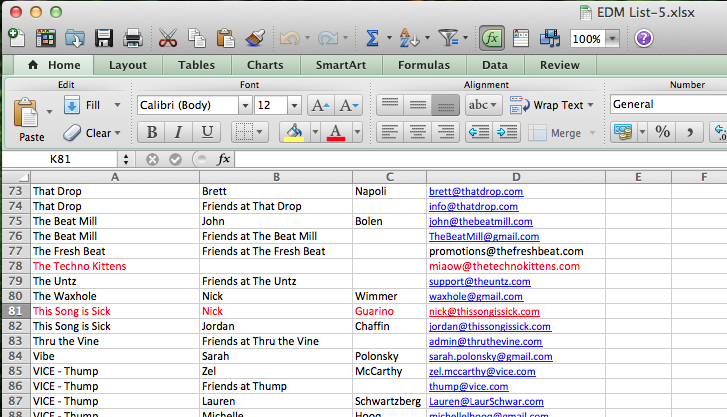 EDM List-5.xlsx
100%
fx
Home Layout Tables Charts SmartArt Formulas Data Review
Edit Font Alignment Number
Fill Calibri (Body) 12 A A abc Wrap Text General
Paste Clear B I U A Merge % ,
K81 fx
A B C D E F
73 That Drop Brett Napoli brett@thatdrop.com
74 That Drop Friends at That Drop info@thatdrop.com
75 The Beat Mill John Bolen john@thebeatmill.com
76 The Beat Mill Friends at The Beat Mill TheBeatMill@gmail.com
77 The Fresh Beat Friends at The Fresh Beat promotions@thefreshbeat.com
78 The Techno Kittens miaow@thetechnokittens.com
79 The Untz Friends at The Untz support@theuntz.com
80 The Waxhole Nick Wimmer waxhole@gmail.com
81 This Song is Sick Nick Guarino nick@thissongissick.com
82 This Song is Sick Jordan Chaffin jordan@thissongissick.com
83 Thru the Vine Friends at Thru the Vine admin@thruthevine.com
84 Vibe Sarah Polonsky sarah.polonsky@gmail.com
85 VICE - Thump Zel McCarthy zel.mccarthy@vice.com
86 VICE - Thump Friends at Thump thump@vice.com
87 VICE - Thump Lauren Schwartzberg Lauren@LaurSchwar.com
88 VICE - Thump Michelle